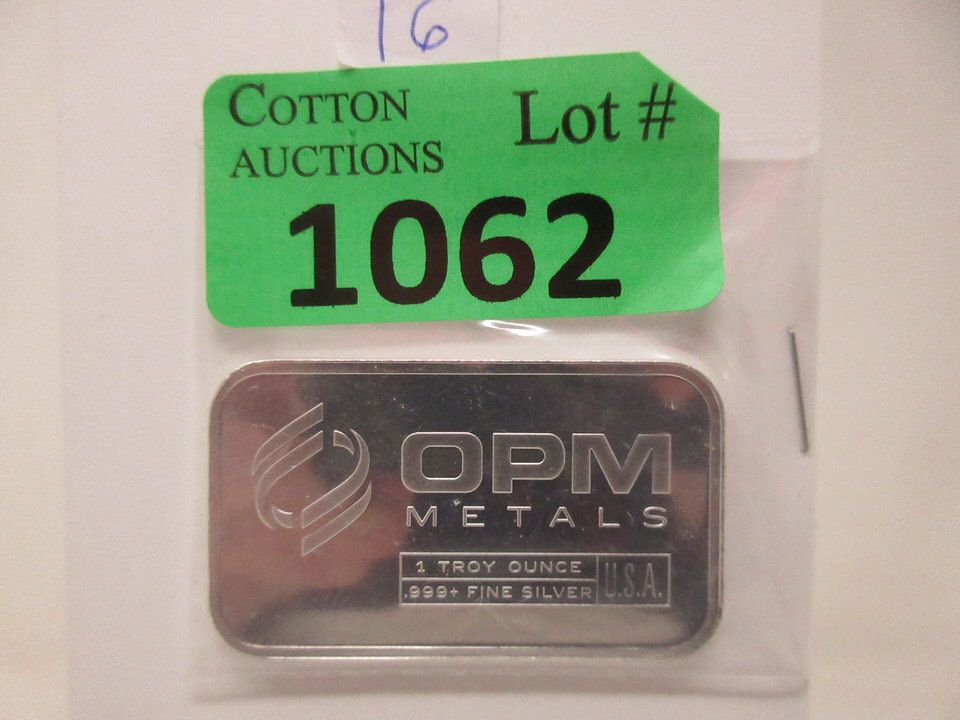 16
COTTON
AUCTIONS
Lot #
1062
OPM
METALS
1 TROY OUNCE
.999+ FINE SILVER
U.S.A.